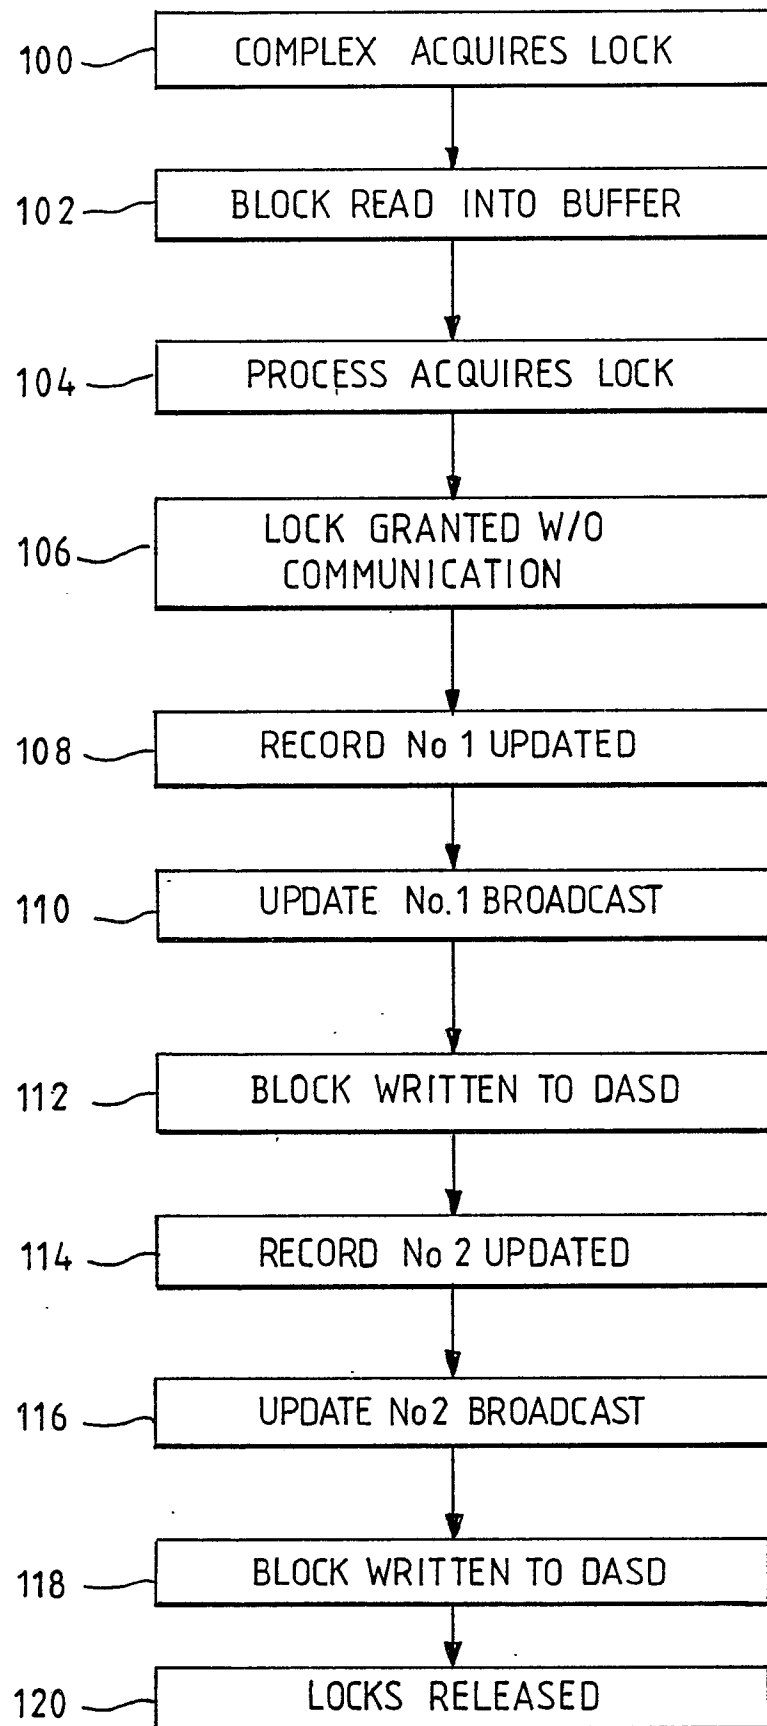 100 COMPLEX ACQUIRES LOCK
102 BLOCK READ INTO BUFFER
104 PROCESS ACQUIRES LOCK
106 LOCK GRANTED W/O
COMMUNICATION
108 RECORD No 1 UPDATED
110 UPDATE No.1 BROADCAST
112 BLOCK WRITTEN TO DASD
114 RECORD No 2 UPDATED
116 UPDATE No2 BROADCAST
118 BLOCK WRITTEN TO DASD
120 LOCKS RELEASED